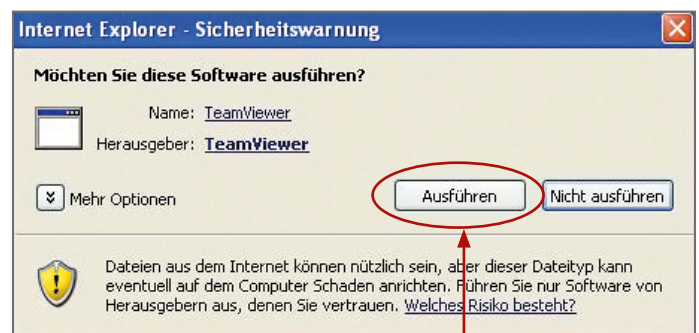 Internet Explorer - Sicherheitswarnung
Möchten Sie diese Software ausführen?
Name: TeamViewer
Herausgeber: TeamViewer
Mehr Optionen
Ausführen
Nicht ausführen
Dateien aus dem Internet können nützlich sein, aber dieser Dateityp kann
eventuell auf dem Computer Schaden anrichten. Führen Sie nur Software von
Herausgebern aus, denen Sie vertrauen. Welches Risiko besteht?